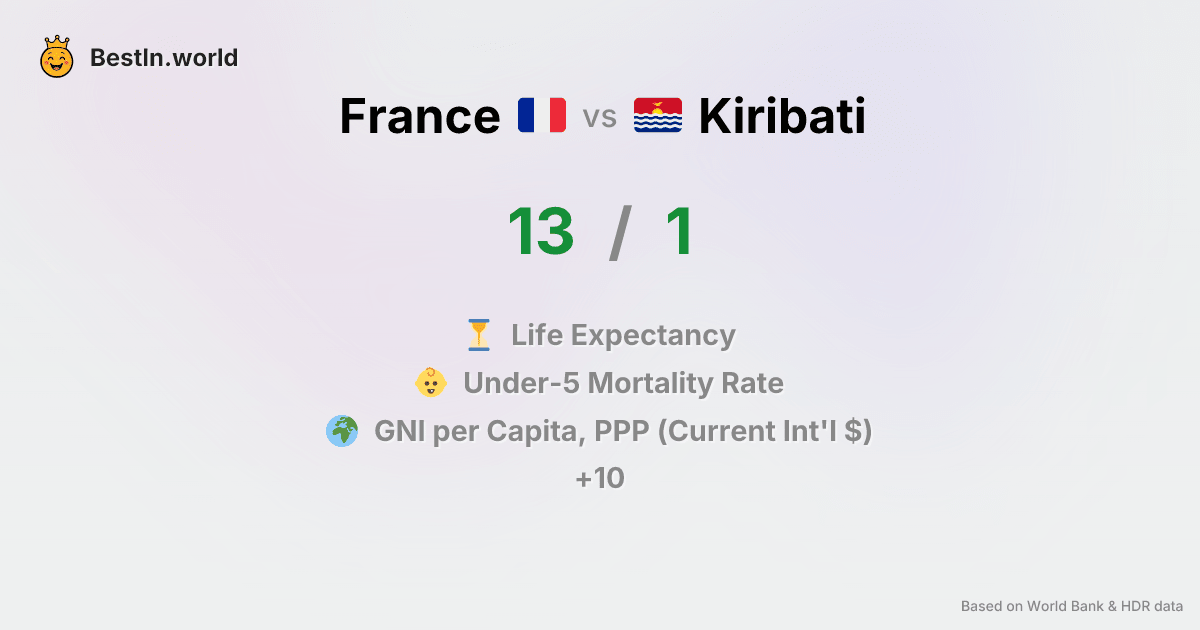 BestIn.world
France vs Kiribati
13 / 1
Life Expectancy
Under-5 Mortality Rate
GNI per Capita, PPP (Current Int'l $)
+10
Based on World Bank & HDR data